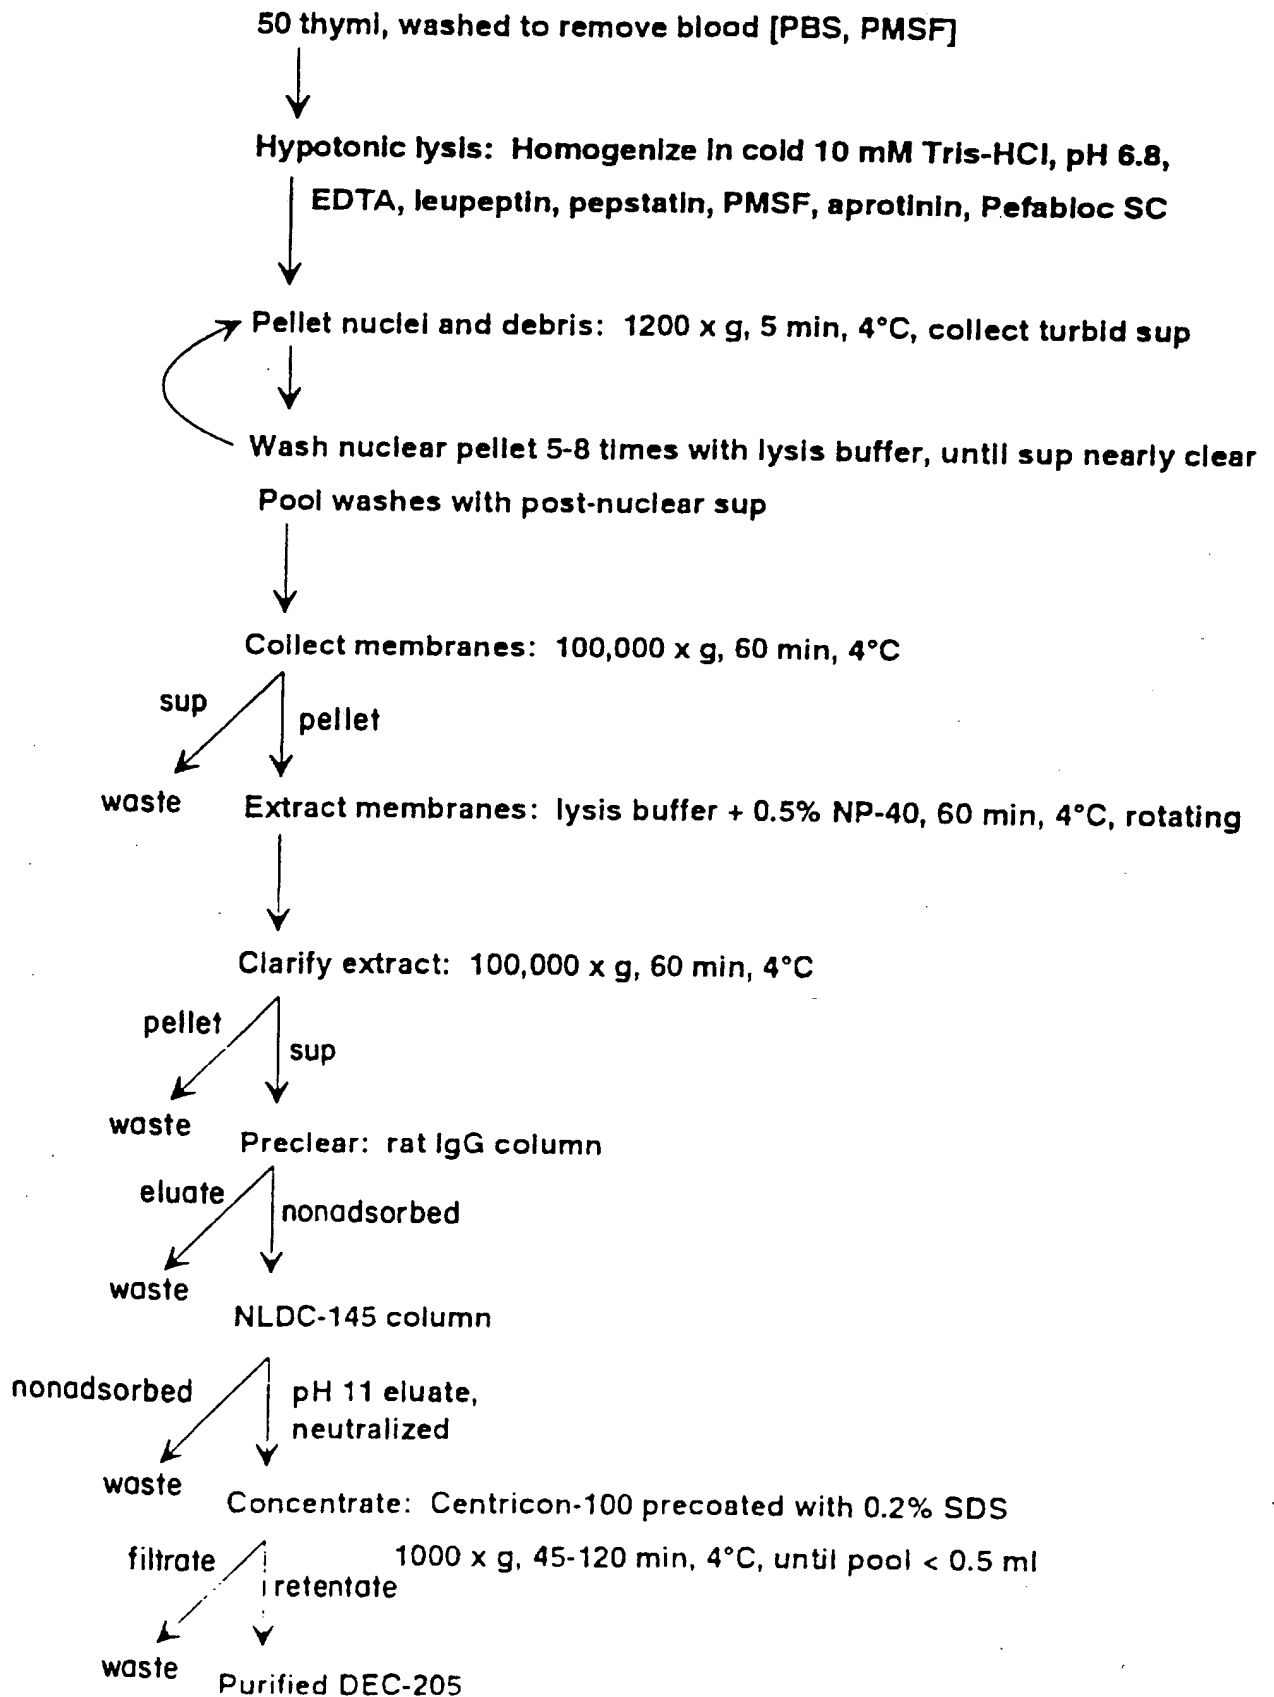 50 thymi, washed to remove blood [PBS, PMSF]
Hypotonic lysis: Homogenize in cold 10 mM Tris-HCl, pH 6.8,
EDTA, leupeptin, pepstatin, PMSF, aprotinin, Pefabloc SC
Pellet nuclei and debris: 1200 x g, 5 min, 4°C, collect turbid sup
Wash nuclear pellet 5-8 times with lysis buffer, until sup nearly clear
Pool washes with post-nuclear sup
Collect membranes: 100,000 x g, 60 min, 4°C
sup
pellet
waste
Extract membranes: lysis buffer + 0.5% NP-40, 60 min, 4°C, rotating
Clarify extract: 100,000 x g, 60 min, 4°C
pellet
sup
waste
Preclear: rat IgG column
eluate
nonadsorbed
waste
NLDC-145 column
nonadsorbed
pH 11 eluate,
neutralized
waste
Concentrate: Centricon-100 precoated with 0.2% SDS
filtrate
1000 x g, 45-120 min, 4°C, until pool < 0.5 ml
retentate
waste
Purified DEC-205